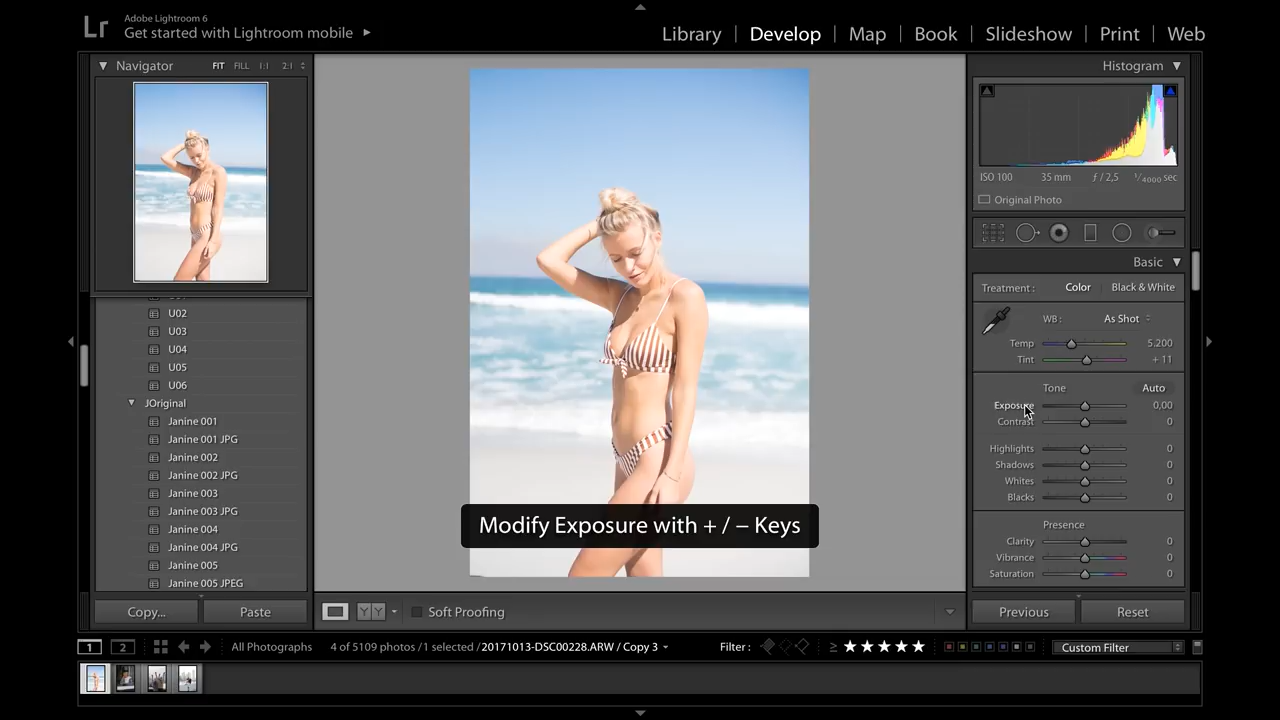 Lr
Adobe Lightroom 6
Get started with Lightroom mobile
Library | Develop | Map | Book | Slideshow | Print | Web
Navigator FIT FILL 1:1 2:1
U02
U03
U04
U05
U06
JOriginal
Janine 001
Janine 001 JPG
Janine 002
Janine 002 JPG
Janine 003
Janine 003 JPG
Janine 004
Janine 004 JPG
Janine 005
Janine 005 JPEG
Copy... Paste
Modify Exposure with + / – Keys
YY Soft Proofing
Histogram
ISO 100 35 mm ƒ / 2,5 1/4000 sec
Original Photo
Basic
Treatment : Color Black & White
WB : As Shot
Temp 5.200
Tint + 11
Tone Auto
Exposure 0,00
Contrast 0
Highlights 0
Shadows 0
Whites 0
Blacks 0
Presence
Clarity 0
Vibrance 0
Saturation 0
Previous Reset
1 2 All Photographs 4 of 5109 photos / 1 selected / 20171013-DSC00228.ARW / Copy 3 Filter : ≥ ★★★★★ Custom Filter